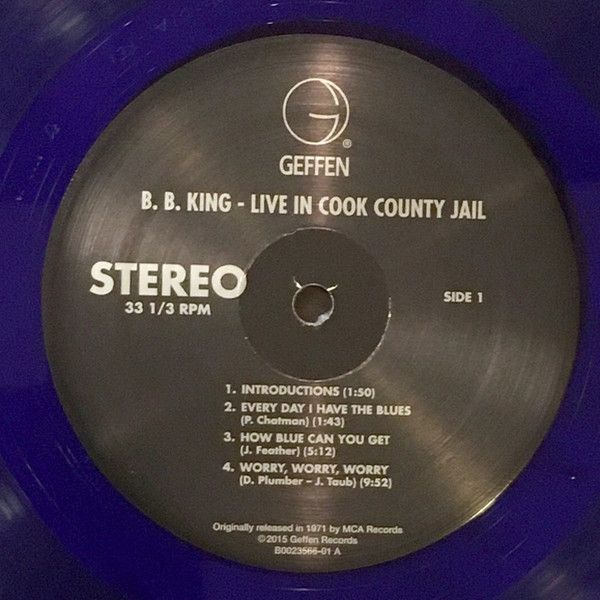 GEFFEN ®
B. B. KING - LIVE IN COOK COUNTY JAIL
STEREO
33 1/3 RPM
SIDE 1
1. INTRODUCTIONS (1:50)
2. EVERY DAY I HAVE THE BLUES
(P. Chatman) (1:43)
3. HOW BLUE CAN YOU GET
(J. Feather) (5:12)
4. WORRY, WORRY, WORRY
(D. Plumber – J. Taub) (9:52)
Originally released in 1971 by MCA Records
©2015 Geffen Records
B0023566-01 A